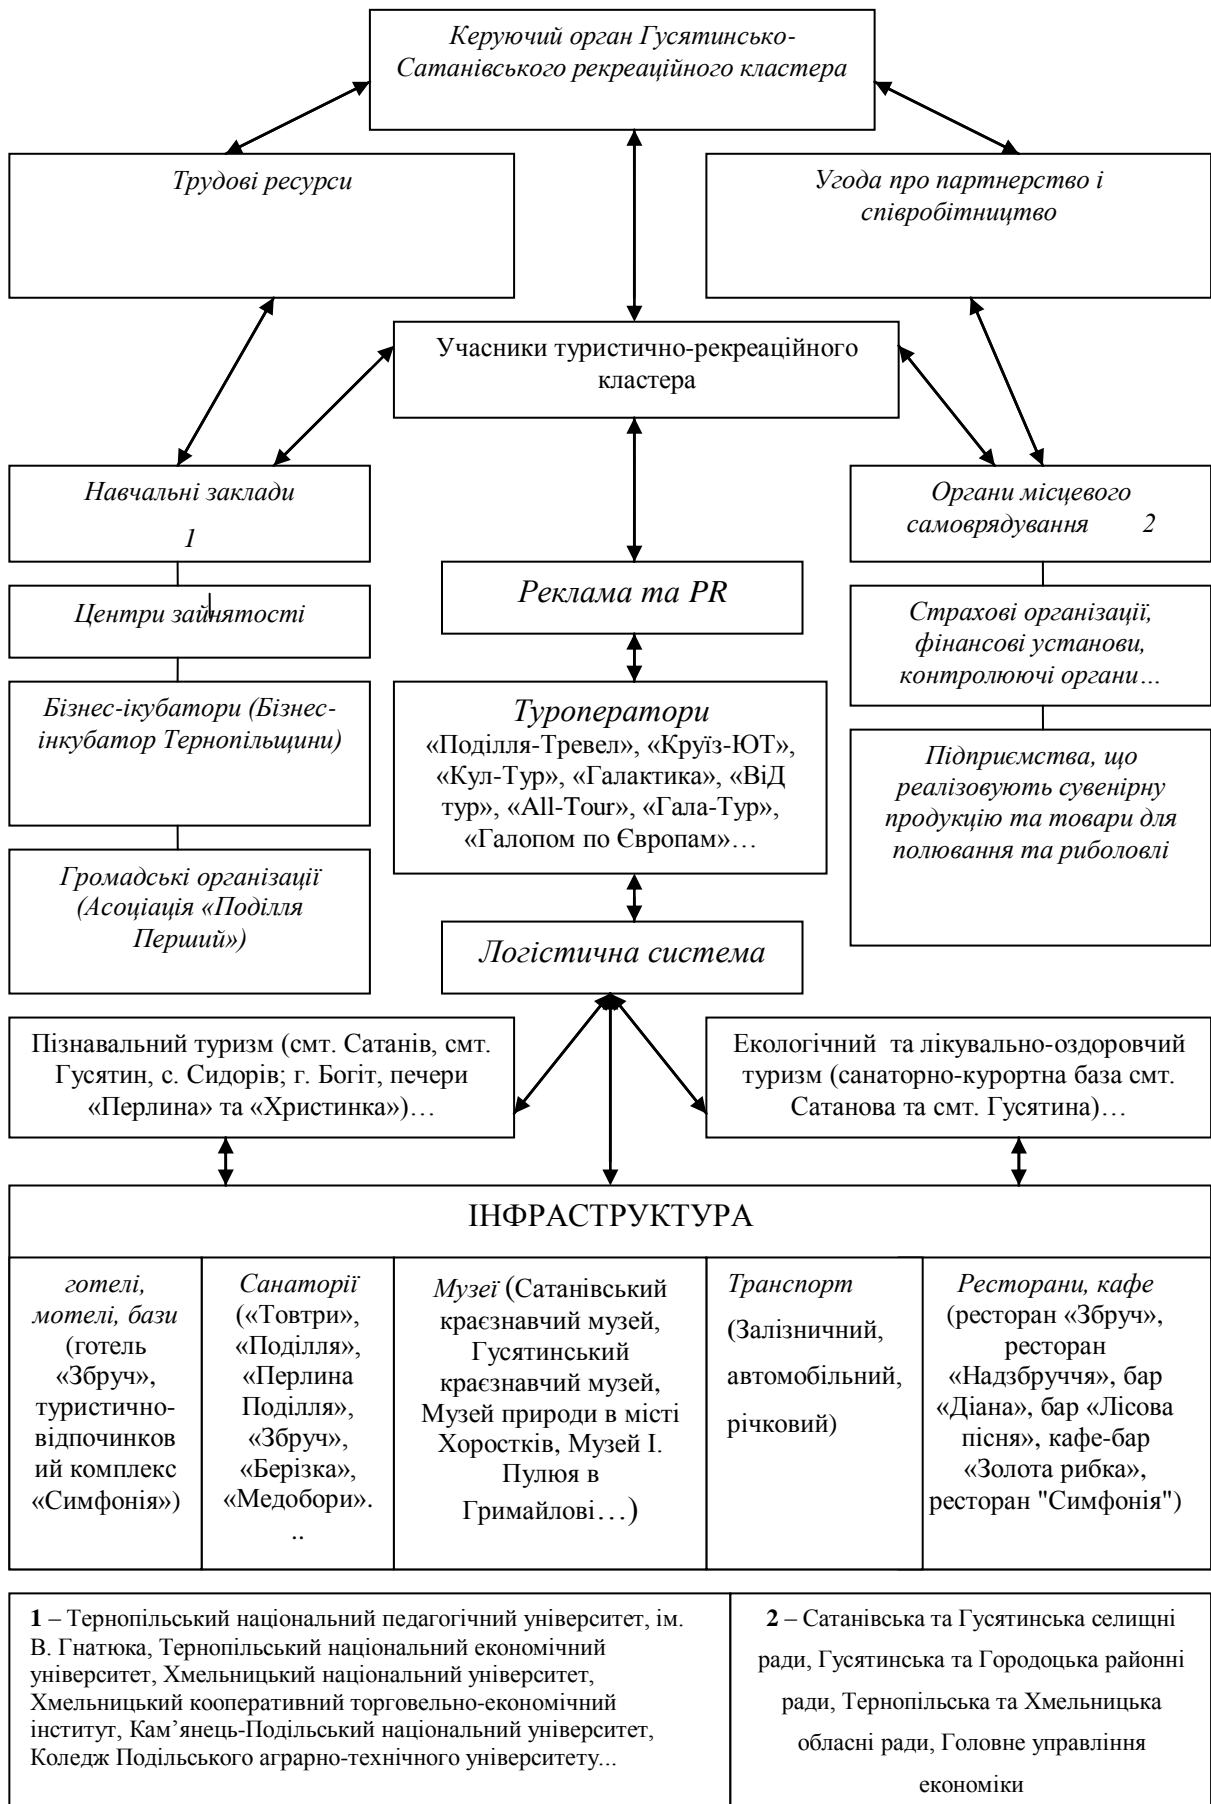 Керуючий орган Гусятинсько-
Сатанівського рекреаційного кластера
Трудові ресурси
Угода про партнерство і
співробітництво
Учасники туристично-рекреаційного
кластера
Навчальні заклади
1
Органи місцевого
самоврядування 2
Реклама та PR
Центри зайнятості
Страхові організації,
фінансові установи,
контролюючі органи…
Бізнес-ікубатори (Бізнес-
інкубатор Тернопільщини)
Туроператори
«Поділля-Тревел», «Круїз-ЮТ»,
«Кул-Тур», «Галактика», «ВіД
тур», «All-Tour», «Гала-Тур»,
«Галопом по Європам»…
Підприємства, що
реалізовують сувенірну
продукцію та товари для
полювання та риболовлі
Громадські організації
(Асоціація «Поділля
Перший»)
Логістична система
Пізнавальний туризм (смт. Сатанів, смт.
Гусятин, с. Сидорів; г. Богіт, печери
«Перлина» та «Христинка»)…
Екологічний та лікувально-оздоровчий
туризм (санаторно-курортна база смт.
Сатанова та смт. Гусятина)…
ІНФРАСТРУКТУРА
готелі,
мотелі, бази
(готель
«Збруч»,
туристично-
відпочинков
ий комплекс
«Симфонія»)
Санаторії
(«Товтри»,
«Поділля»,
«Перлина
Поділля»,
«Збруч»,
«Берізка»,
«Медобори».
..
Музеї (Сатанівський
краєзнавчий музей,
Гусятинський
краєзнавчий музей,
Музей природи в місті
Хоростків, Музей І.
Пулюя в
Гримайлові…)
Транспорт
(Залізничний,
автомобільний,
річковий)
Ресторани, кафе
(ресторан «Збруч»,
ресторан
«Надзбруччя», бар
«Діана», бар «Лісова
пісня», кафе-бар
«Золота рибка»,
ресторан "Симфонія")
1 – Тернопільський національний педагогічний університет, ім.
В. Гнатюка, Тернопільський національний економічний
університет, Хмельницький національний університет,
Хмельницький кооперативний торговельно-економічний
інститут, Кам’янець-Подільський національний університет,
Коледж Подільського аграрно-технічного університету...
2 – Сатанівська та Гусятинська селищні
ради, Гусятинська та Городоцька районні
ради, Тернопільська та Хмельницька
обласні ради, Головне управління
економіки